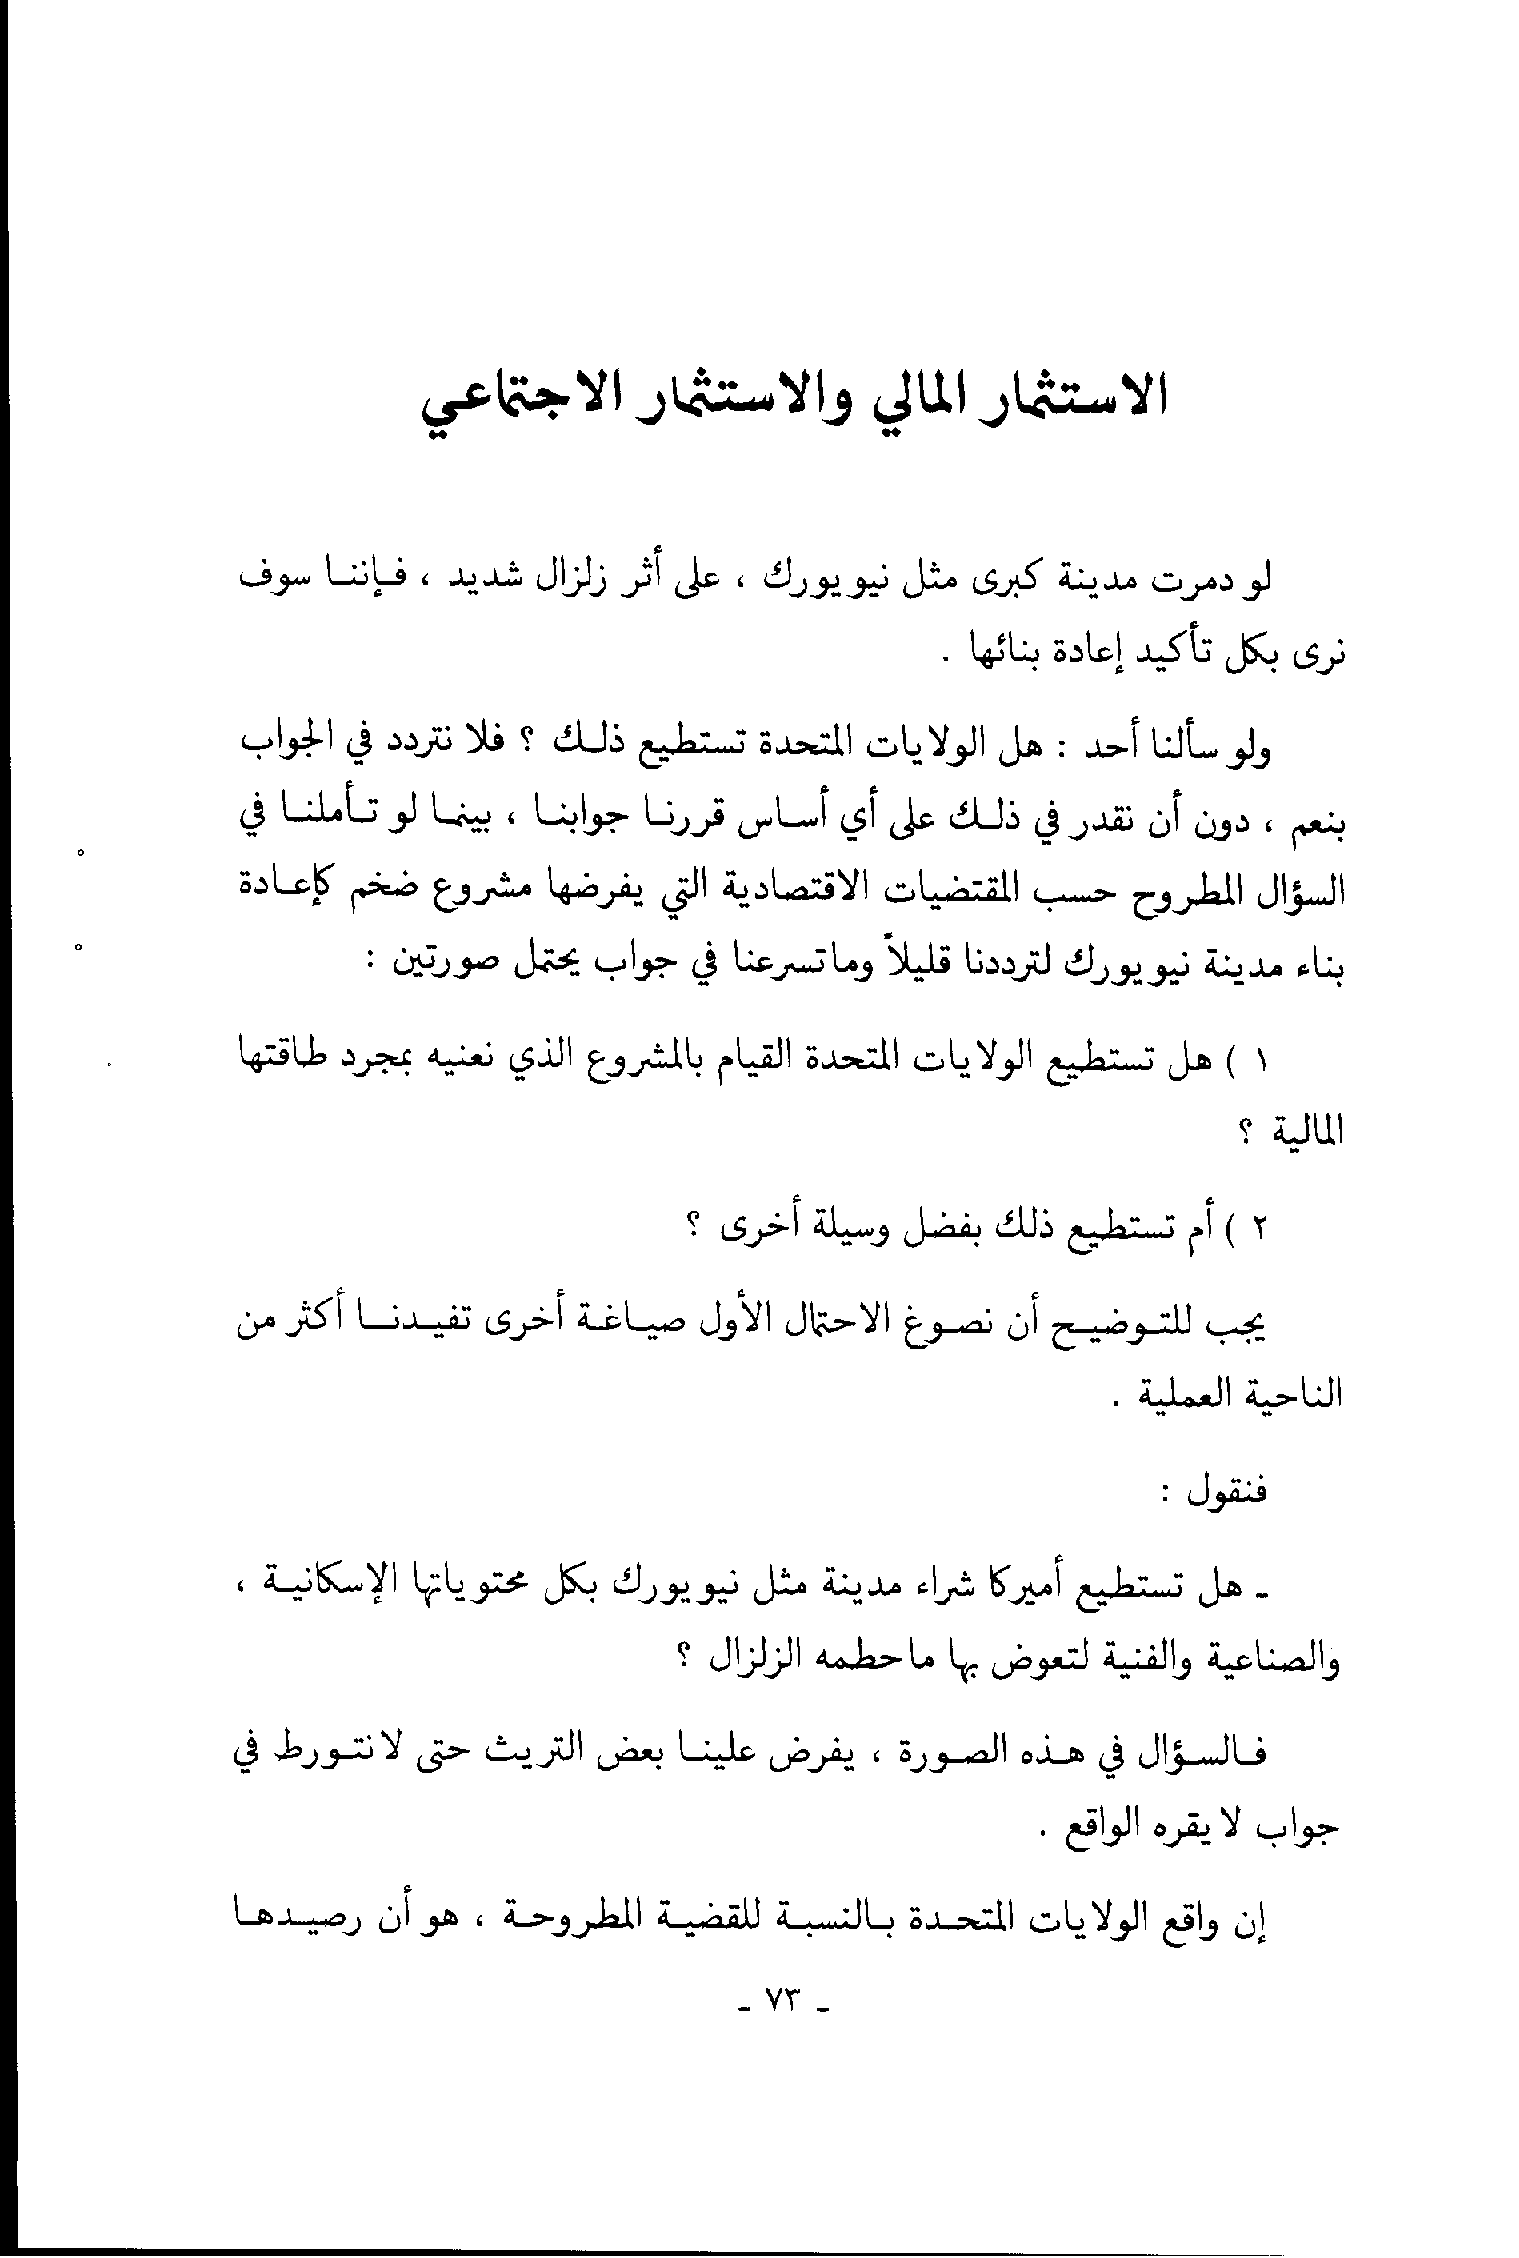 الاستثمار المالي والاستثمار الاجتماعي
لو دمرت مدينة كبرى مثل نيويورك ، على أثر زلزال شديد ، فإننا سوف
نرى بكل تأكيد إعادة بنائها .
ولو سألنا أحد : هل الولايات المتحدة تستطيع ذلك ؟ فلا نتردد في الجواب
بنعم ، دون أن نقدر في ذلك على أي أساس قررنا جوابنا ، بينما لو تأملنا في
السؤال المطروح حسب المقتضيات الاقتصادية التي يفرضها مشروع ضخم كإعادة
بناء مدينة نيويورك لترددنا قليلاً وماتسرعنا في جواب يحتمل صورتين :
١ ) هل تستطيع الولايات المتحدة القيام بالمشروع الذي نعنيه بمجرد طاقتها
المالية ؟
٢ ) أم تستطيع ذلك بفضل وسيلة أخرى ؟
يجب للتوضيح أن نصوغ الاحتمال الأول صياغة أخرى تفيدنا أكثر من
الناحية العملية .
فنقول :
ـ هل تستطيع أميركا شراء مدينة مثل نيويورك بكل محتوياتها الإسكانية ،
والصناعية والفنية لتعوض بها ماحطمه الزلزال ؟
فالسؤال في هذه الصورة ، يفرض علينا بعض التريث حتى لانتورط في
جواب لايقره الواقع .
إن واقع الولايات المتحدة بالنسبة للقضية المطروحة ، هو أن رصيدها
ـ ٧٣ ـ